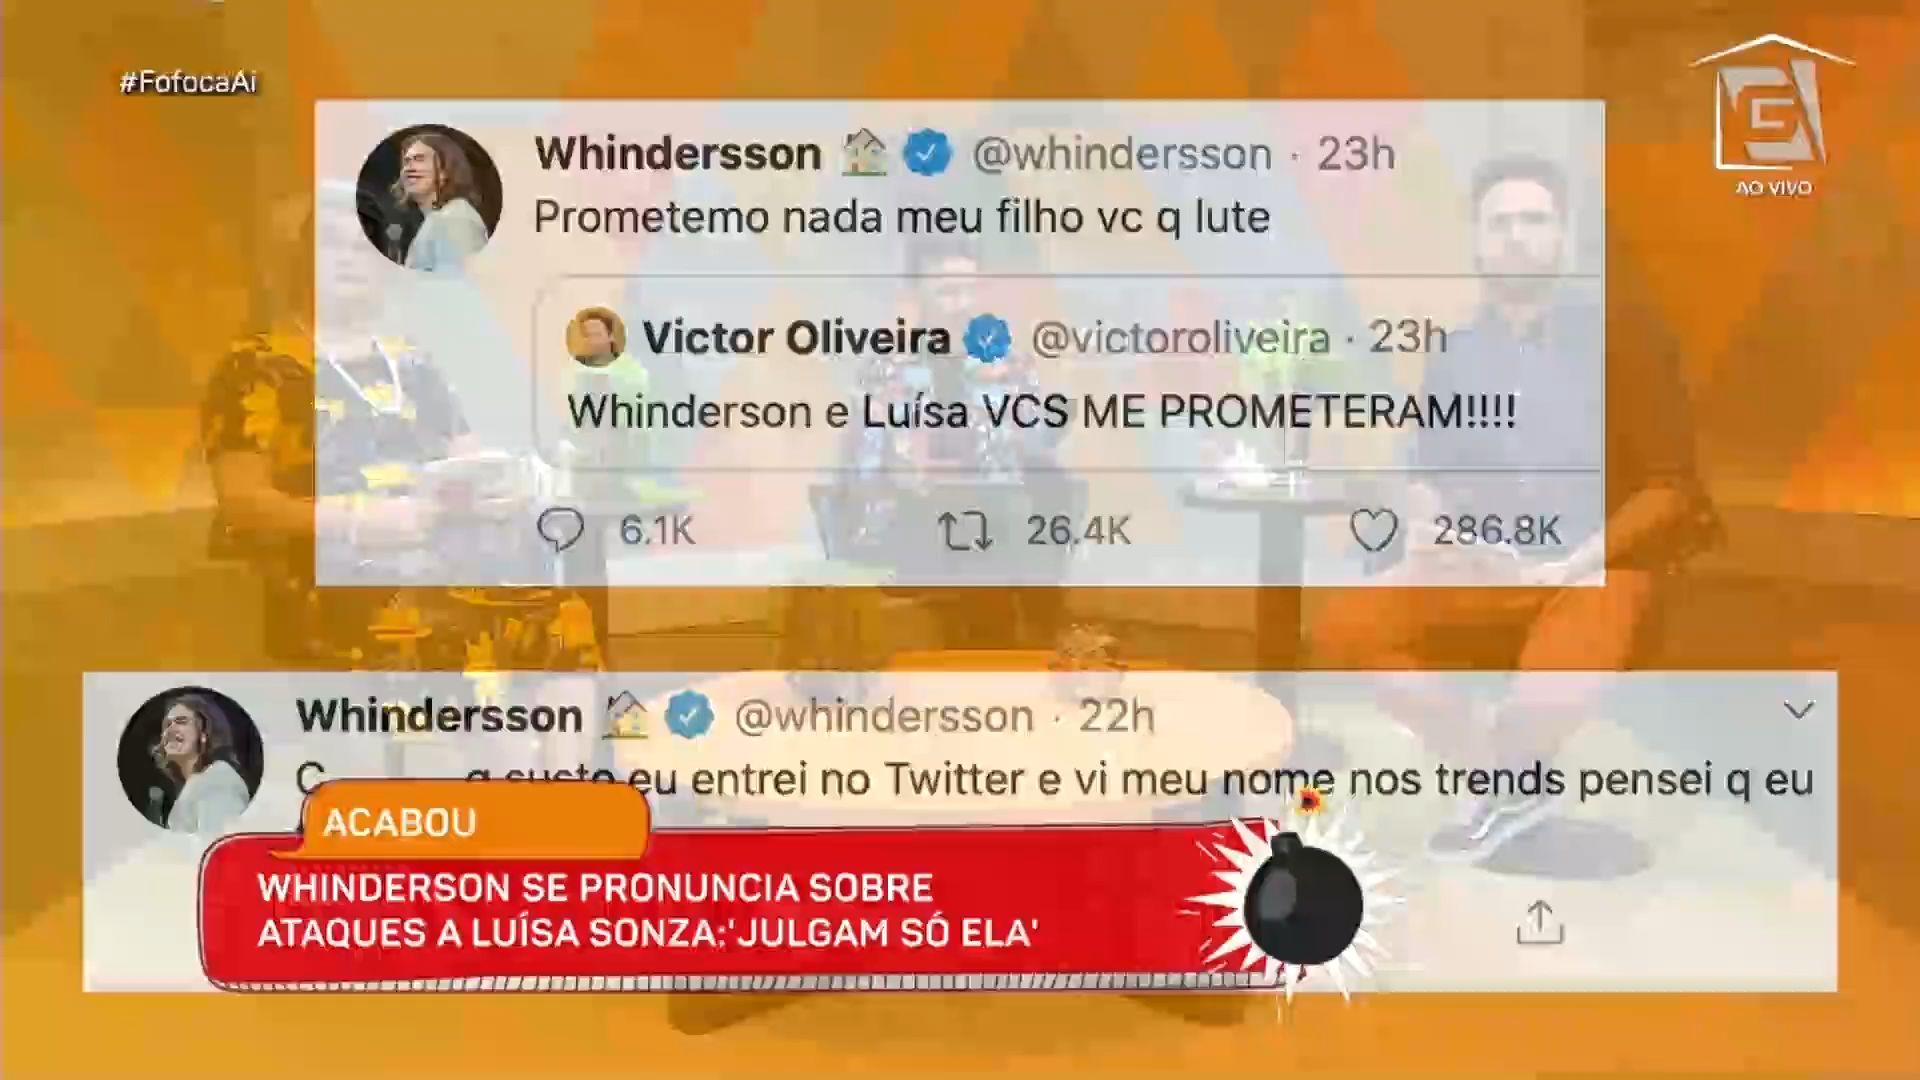 #FofocaAí
AO VIVO
Whindersson @whindersson · 23h
Prometemo nada meu filho vc q lute
Victor Oliveira @victoroliveira · 23h
Whinderson e Luísa VCS ME PROMETERAM!!!!
6.1K 26.4K 286.8K
Whindersson @whindersson · 22h
q susto eu entrei no Twitter e vi meu nome nos trends pensei q eu
ACABOU
WHINDERSON SE PRONUNCIA SOBRE
ATAQUES A LUÍSA SONZA:'JULGAM SÓ ELA'